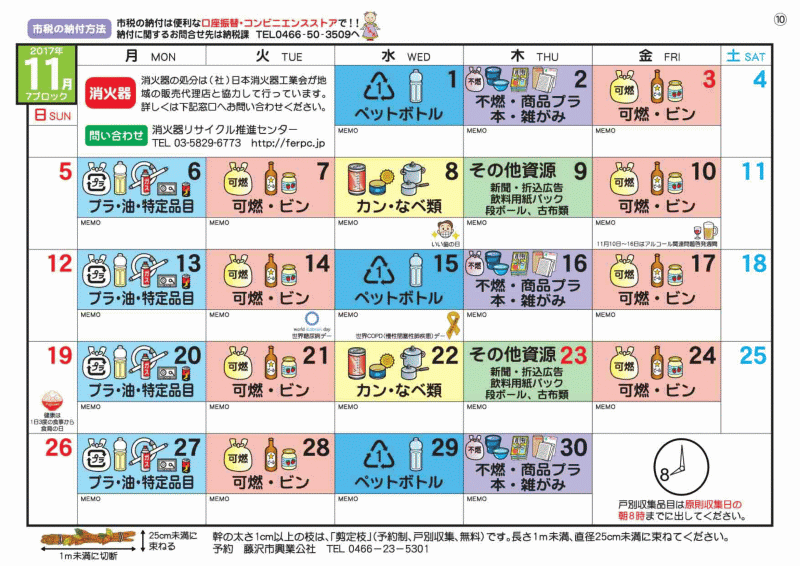 市税の納付方法
市税の納付は便利な口座振替・コンビニエンスストアで!!
納付に関するお問合せ先は納税課 TEL0466-50-3509へ
⑩
2017年
11月
7ブロック
日 SUN
月 MON
火 TUE
水 WED
木 THU
金 FRI
土 SAT
消火器
消火器の処分は(社)日本消火器工業会が地
域の販売代理店と協力して行っています。
詳しくは下記窓口へお問い合わせください。
問い合わせ
消火器リサイクル推進センター
TEL 03-5829-6773 http://ferpc.jp
1
ペットボトル
MEMO
不燃
2
不燃・商品プラ
本・雑がみ
MEMO
可燃
3
可燃・ビン
MEMO
4
5
プラ
6
プラ・油・特定品目
MEMO
可燃
7
可燃・ビン
MEMO
8
カン・なべ類
MEMO
いい歯の日
その他資源 9
新聞・折込広告
飲料用紙パック
段ボール、古布類
MEMO
可燃
10
可燃・ビン
MEMO
11月10日~16日はアルコール関連問題啓発週間
11
12
プラ
13
プラ・油・特定品目
MEMO
可燃
14
可燃・ビン
MEMO
world diabetes day
世界糖尿病デー
1
15
ペットボトル
MEMO
世界COPD(慢性閉塞性肺疾患)デー
不燃
16
不燃・商品プラ
本・雑がみ
MEMO
可燃
17
可燃・ビン
MEMO
18
19
健康は
1日3度の食事から
食育の日
プラ
20
プラ・油・特定品目
MEMO
可燃
21
可燃・ビン
MEMO
22
カン・なべ類
MEMO
その他資源 23
新聞・折込広告
飲料用紙パック
段ボール、古布類
MEMO
可燃
24
可燃・ビン
MEMO
25
26
プラ
27
プラ・油・特定品目
MEMO
可燃
28
可燃・ビン
MEMO
1
29
ペットボトル
MEMO
不燃
30
不燃・商品プラ
本・雑がみ
MEMO
8
戸別収集品目は原則収集日の
朝8時までに出してください。
1m未満に切断
25cm未満に
束ねる
幹の太さ1cm以上の枝は、「剪定枝」(予約制、戸別収集、無料)です。長さ1m未満、直径25cm未満に束ねてください。
予約 藤沢市興業公社 TEL 0466-23-5301